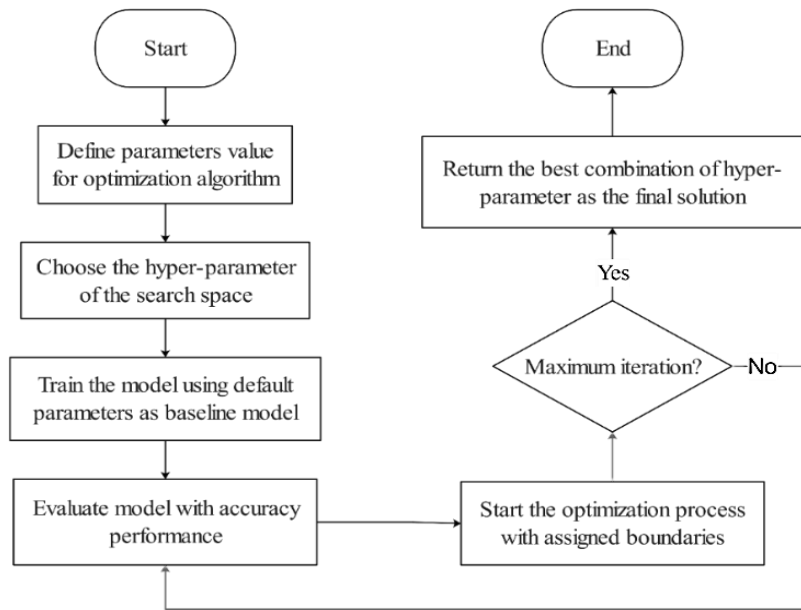 Start
Define parameters value
for optimization algorithm
Choose the hyper-parameter
of the search space
Train the model using default
parameters as baseline model
Evaluate model with accuracy
performance
Start the optimization process
with assigned boundaries
Maximum iteration?
No
Yes
Return the best combination of hyper-
parameter as the final solution
End